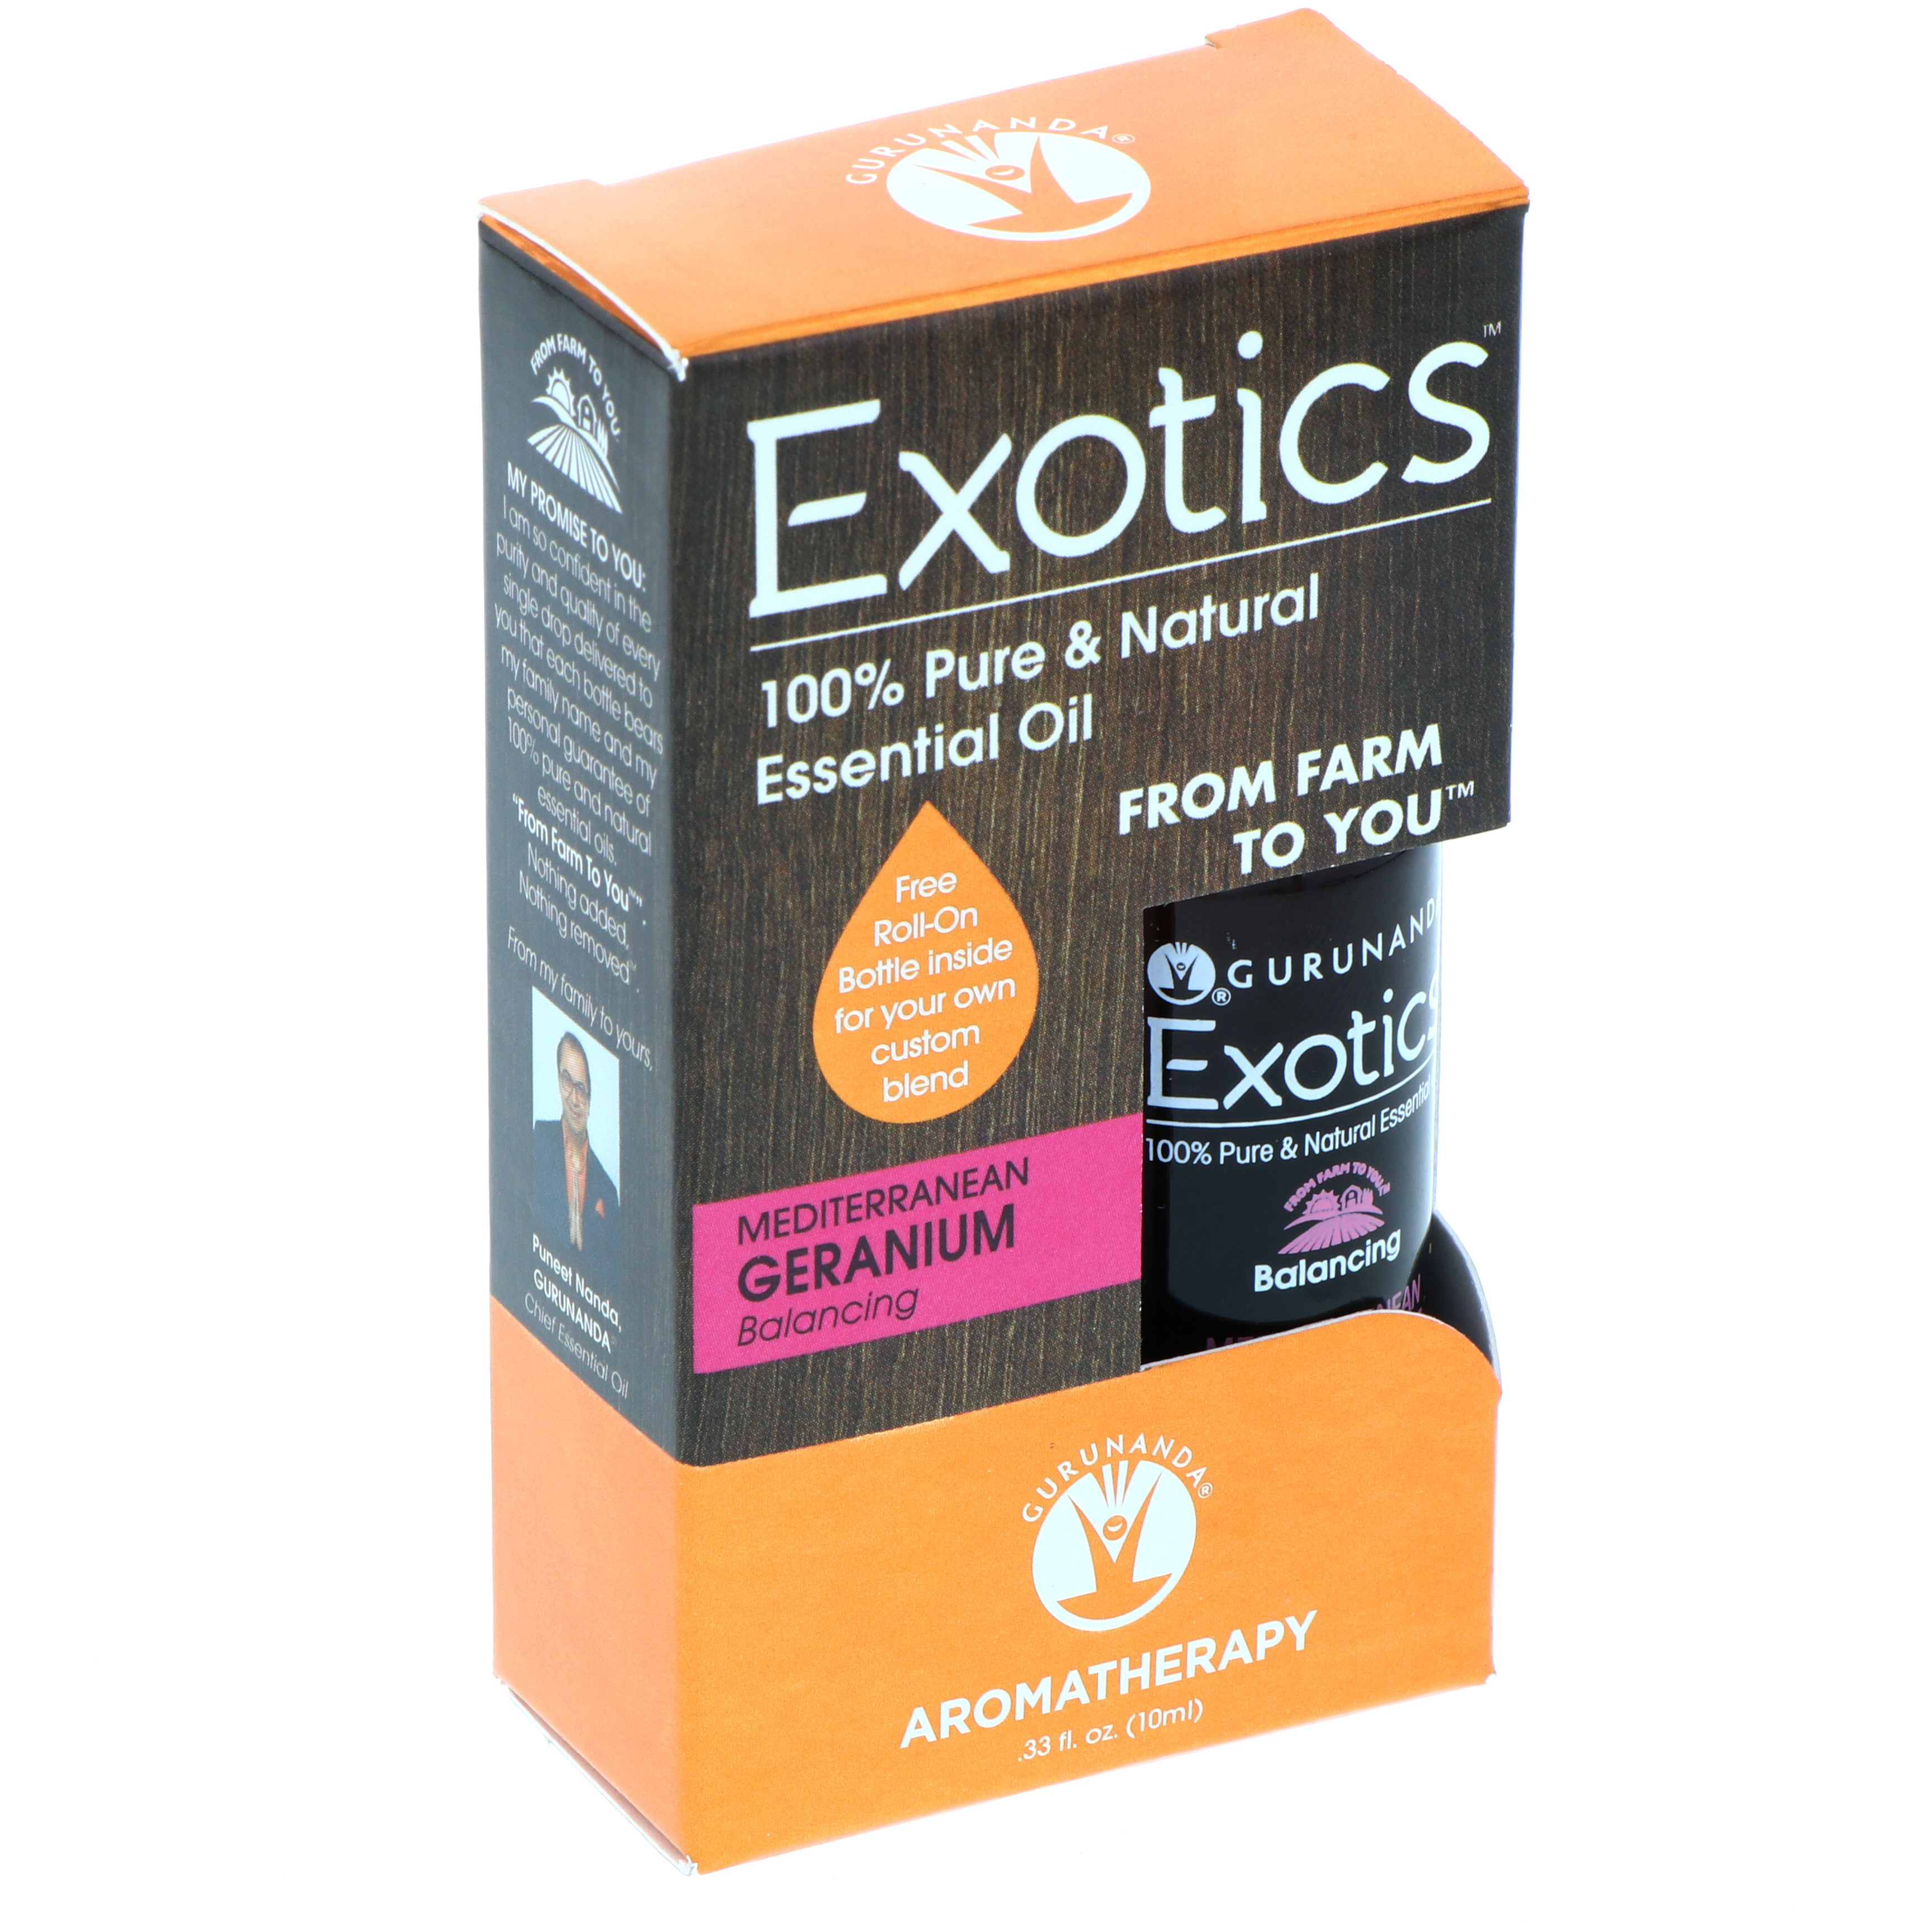 GURUNANDA®
Exotics™
100% Pure & Natural
Essential Oil
FROM FARM
TO YOU™
Free
Roll-On
Bottle inside
for your own
custom
blend
MEDITERRANEAN
GERANIUM
Balancing
GURUNANDA®
AROMATHERAPY
.33 fl. oz. (10ml)
FROM FARM TO YOU
MY PROMISE TO YOU:
I am so confident in the
purity and quality of every
single drop delivered to
you that each bottle bears
my family name and my
personal guarantee of
100% pure and natural
essential oils.
"From Farm To You™".
Nothing added,
Nothing removed™.
From my family to yours,
Puneet Nanda,
GURUNANDA
Chief Essential Oil
® GURUNAND
Exotics
100% Pure & Natural Essential
FROM FARM TO YOU™
Balancing